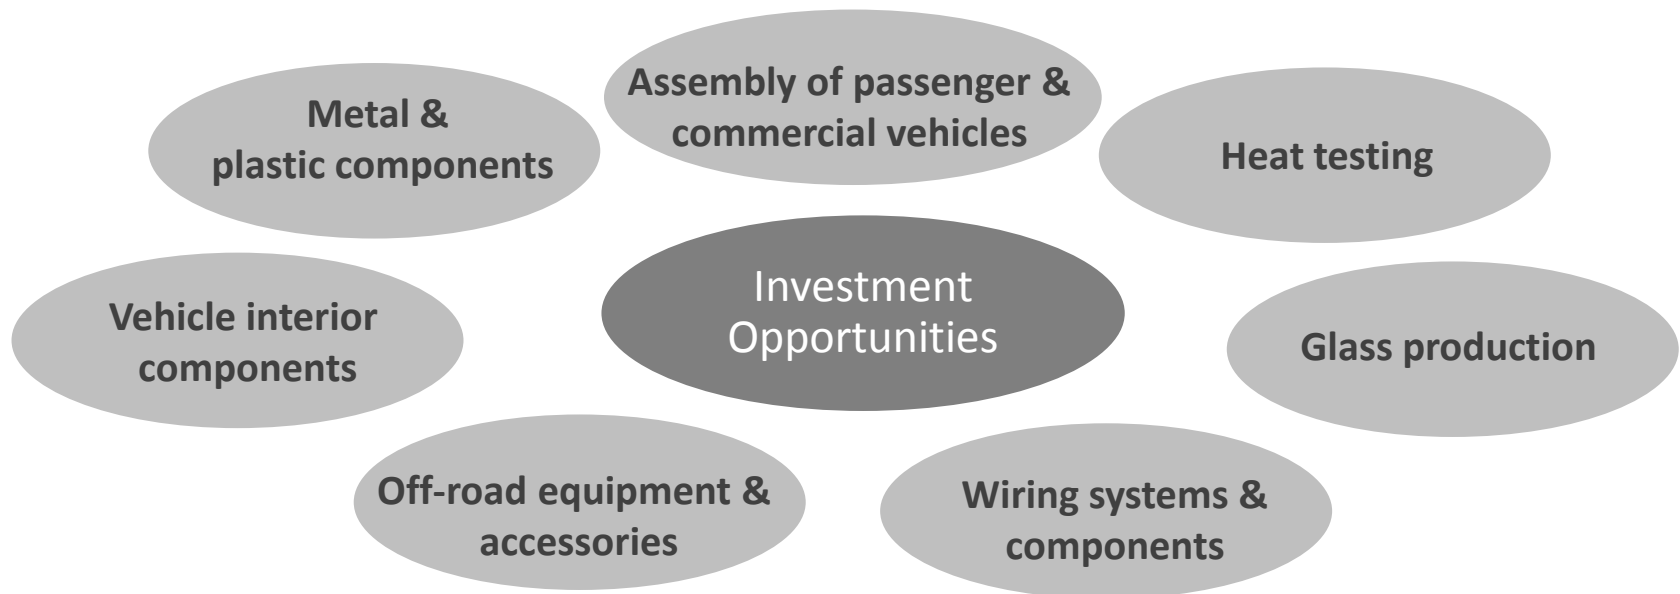 Assembly of passenger &
commercial vehicles
Metal &
plastic components
Heat testing
Investment
Opportunities
Vehicle interior
components
Glass production
Off-road equipment &
accessories
Wiring systems &
components